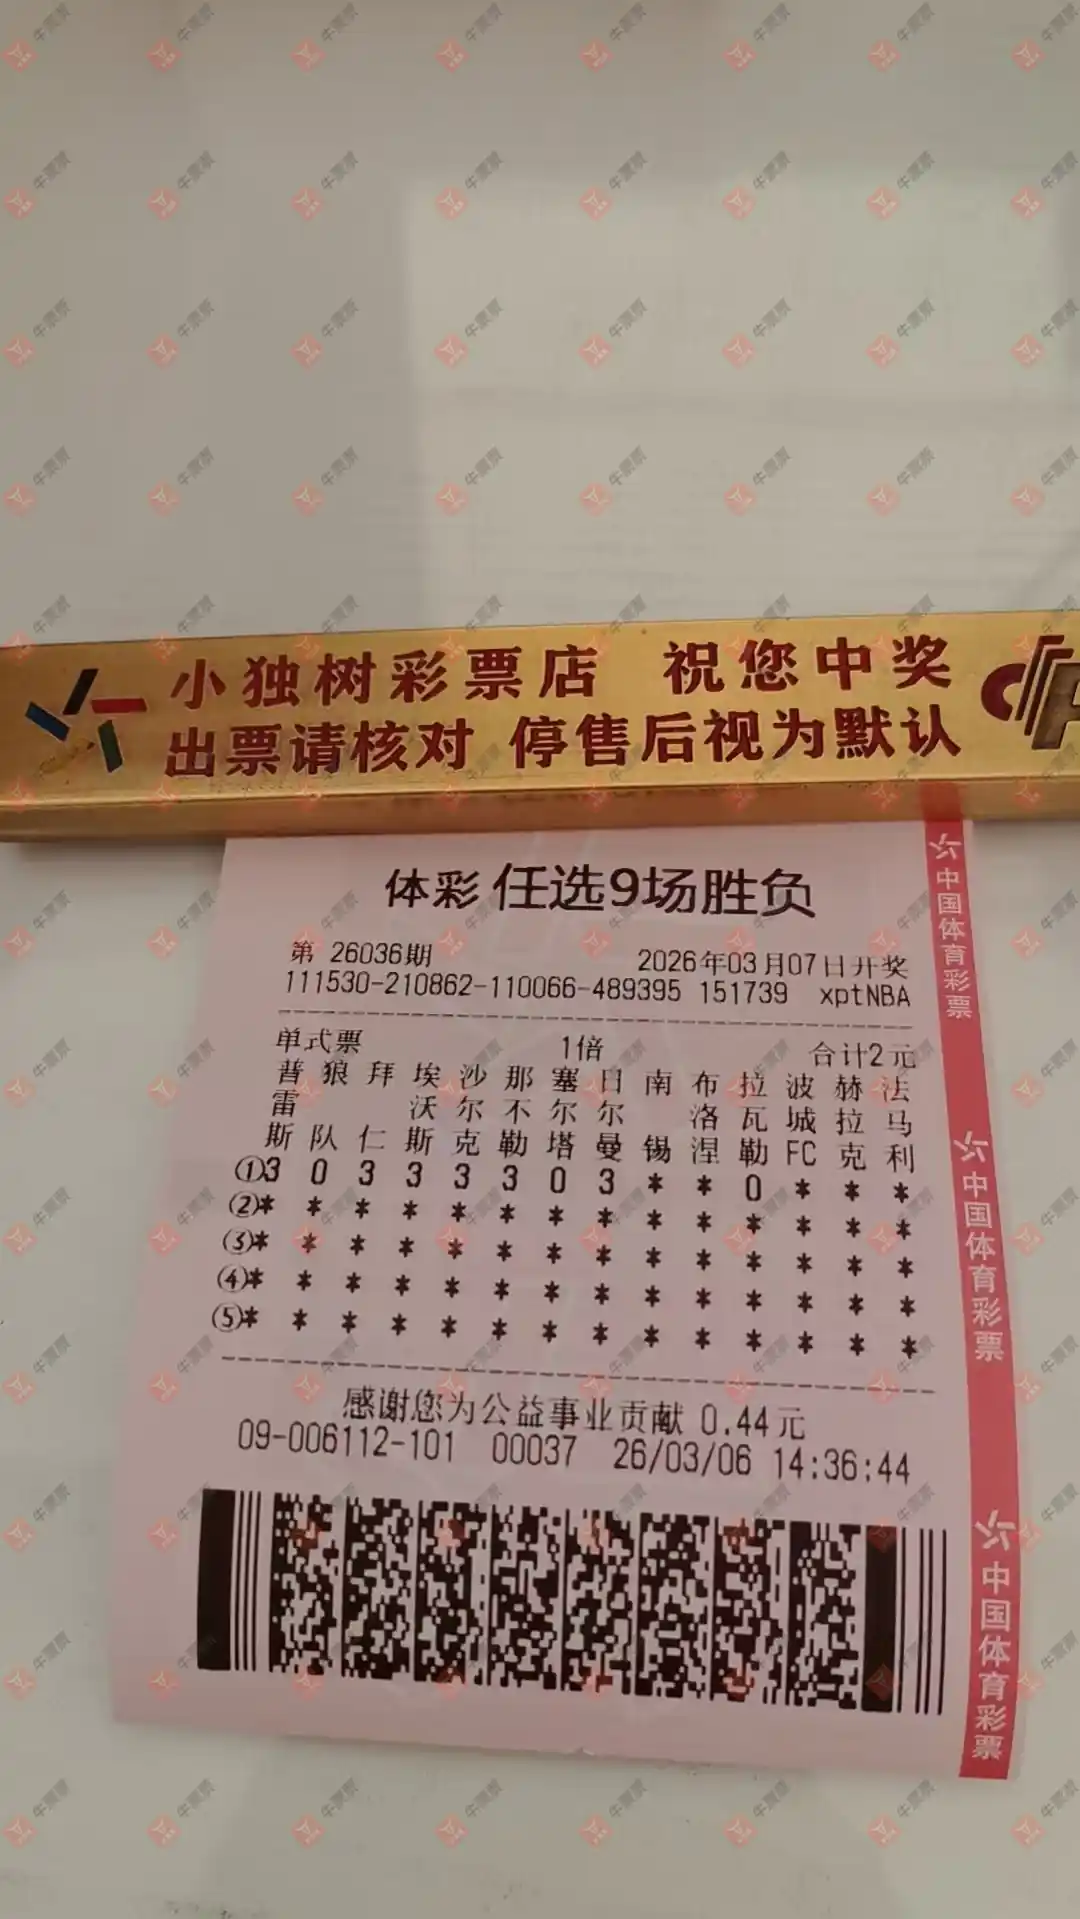 小独树彩票店 祝您中奖
出票请核对 停售后视为默认
体彩 任选9场胜负
第 26036期 2026年03月07日开奖
111530-210862-110066-489395 151739 xptNBA
单式票 1倍 合计2元
普 狼 拜 埃 沙 那 塞 日 南 布 拉 波 赫 法
雷 沃 尔 不 尔 尔 洛 瓦 城 拉 马
斯 队 仁 斯 克 勒 塔 曼 锡 涅 勒 FC 克 利
①3 0 3 3 3 3 0 3 * * 0 * * *
②* * * * * * * * * * * * * *
③* * * * * * * * * * * * * *
④* * * * * * * * * * * * * *
⑤* * * * * * * * * * * * * *
感谢您为公益事业贡献 0.44元
09-006112-101 00037 26/03/06 14:36:44
中国体育彩票
中国体育彩票
中国体育彩票
牛票票